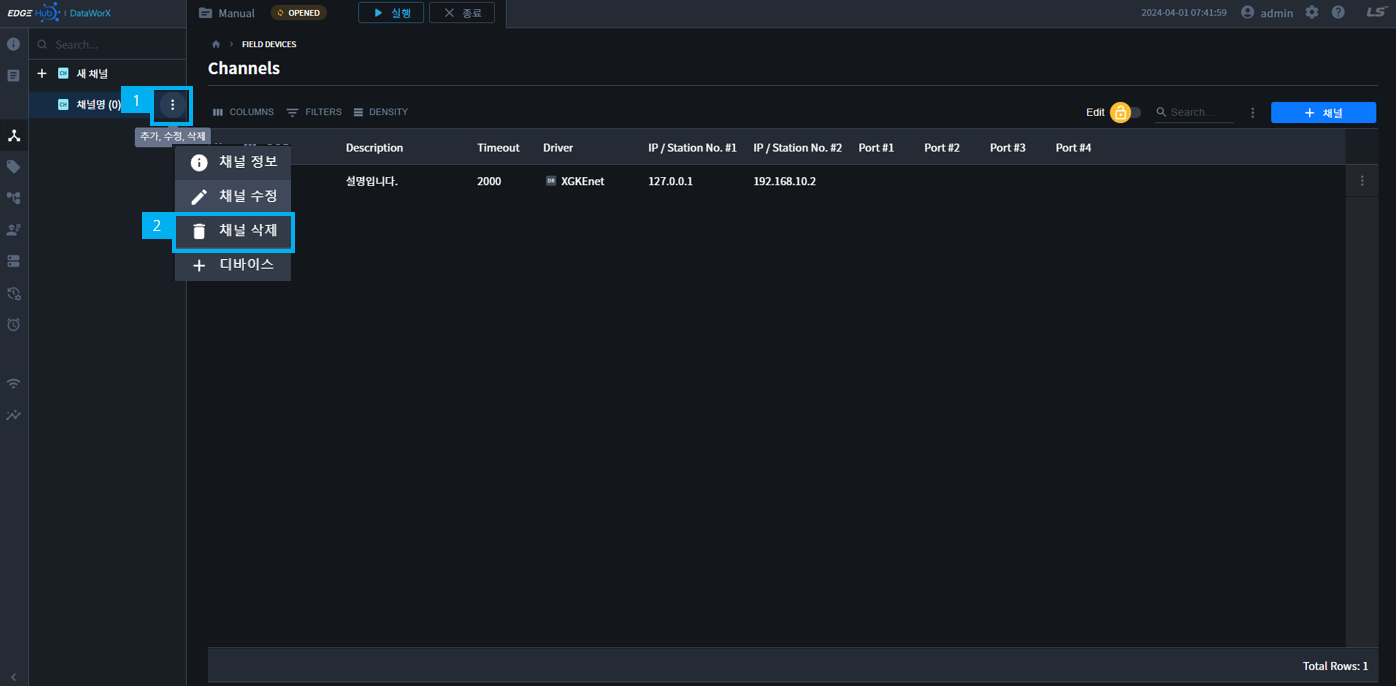 EDGE Hub | DataWorX
Manual
OPENED
실행
종료
2024-04-01 07:41:59
admin
LS
Search...
CH 새 채널
CH 채널명 (0)
1
추가, 수정, 삭제
채널 정보
채널 수정
2
채널 삭제
디바이스
FIELD DEVICES
Channels
COLUMNS FILTERS DENSITY
Edit
Search...
채널
Description Timeout Driver IP / Station No. #1 IP / Station No. #2 Port #1 Port #2 Port #3 Port #4
설명입니다. 2000 DR XGKEnet 127.0.0.1 192.168.10.2
Total Rows: 1